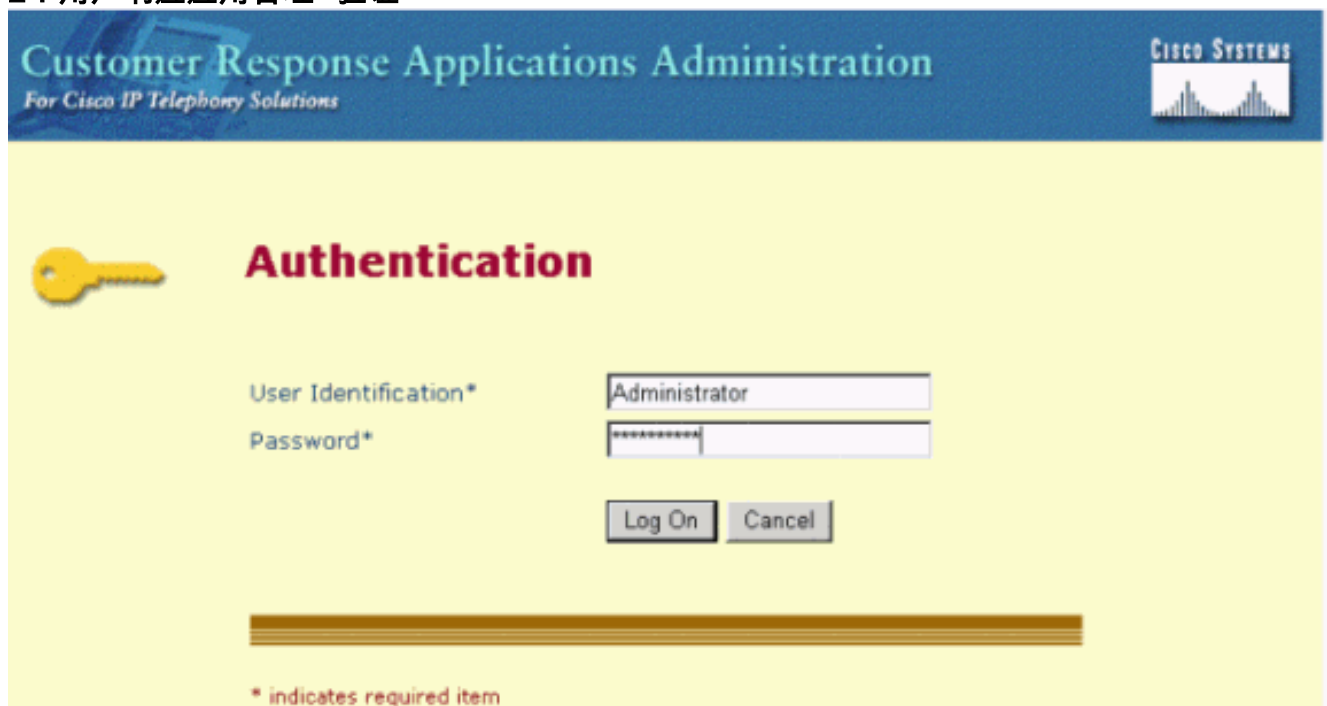 Customer Response Applications Administration
For Cisco IP Telephony Solutions
CISCO SYSTEMS
Authentication
User Identification*
Administrator
Password*
**********
Log On
Cancel
* indicates required item